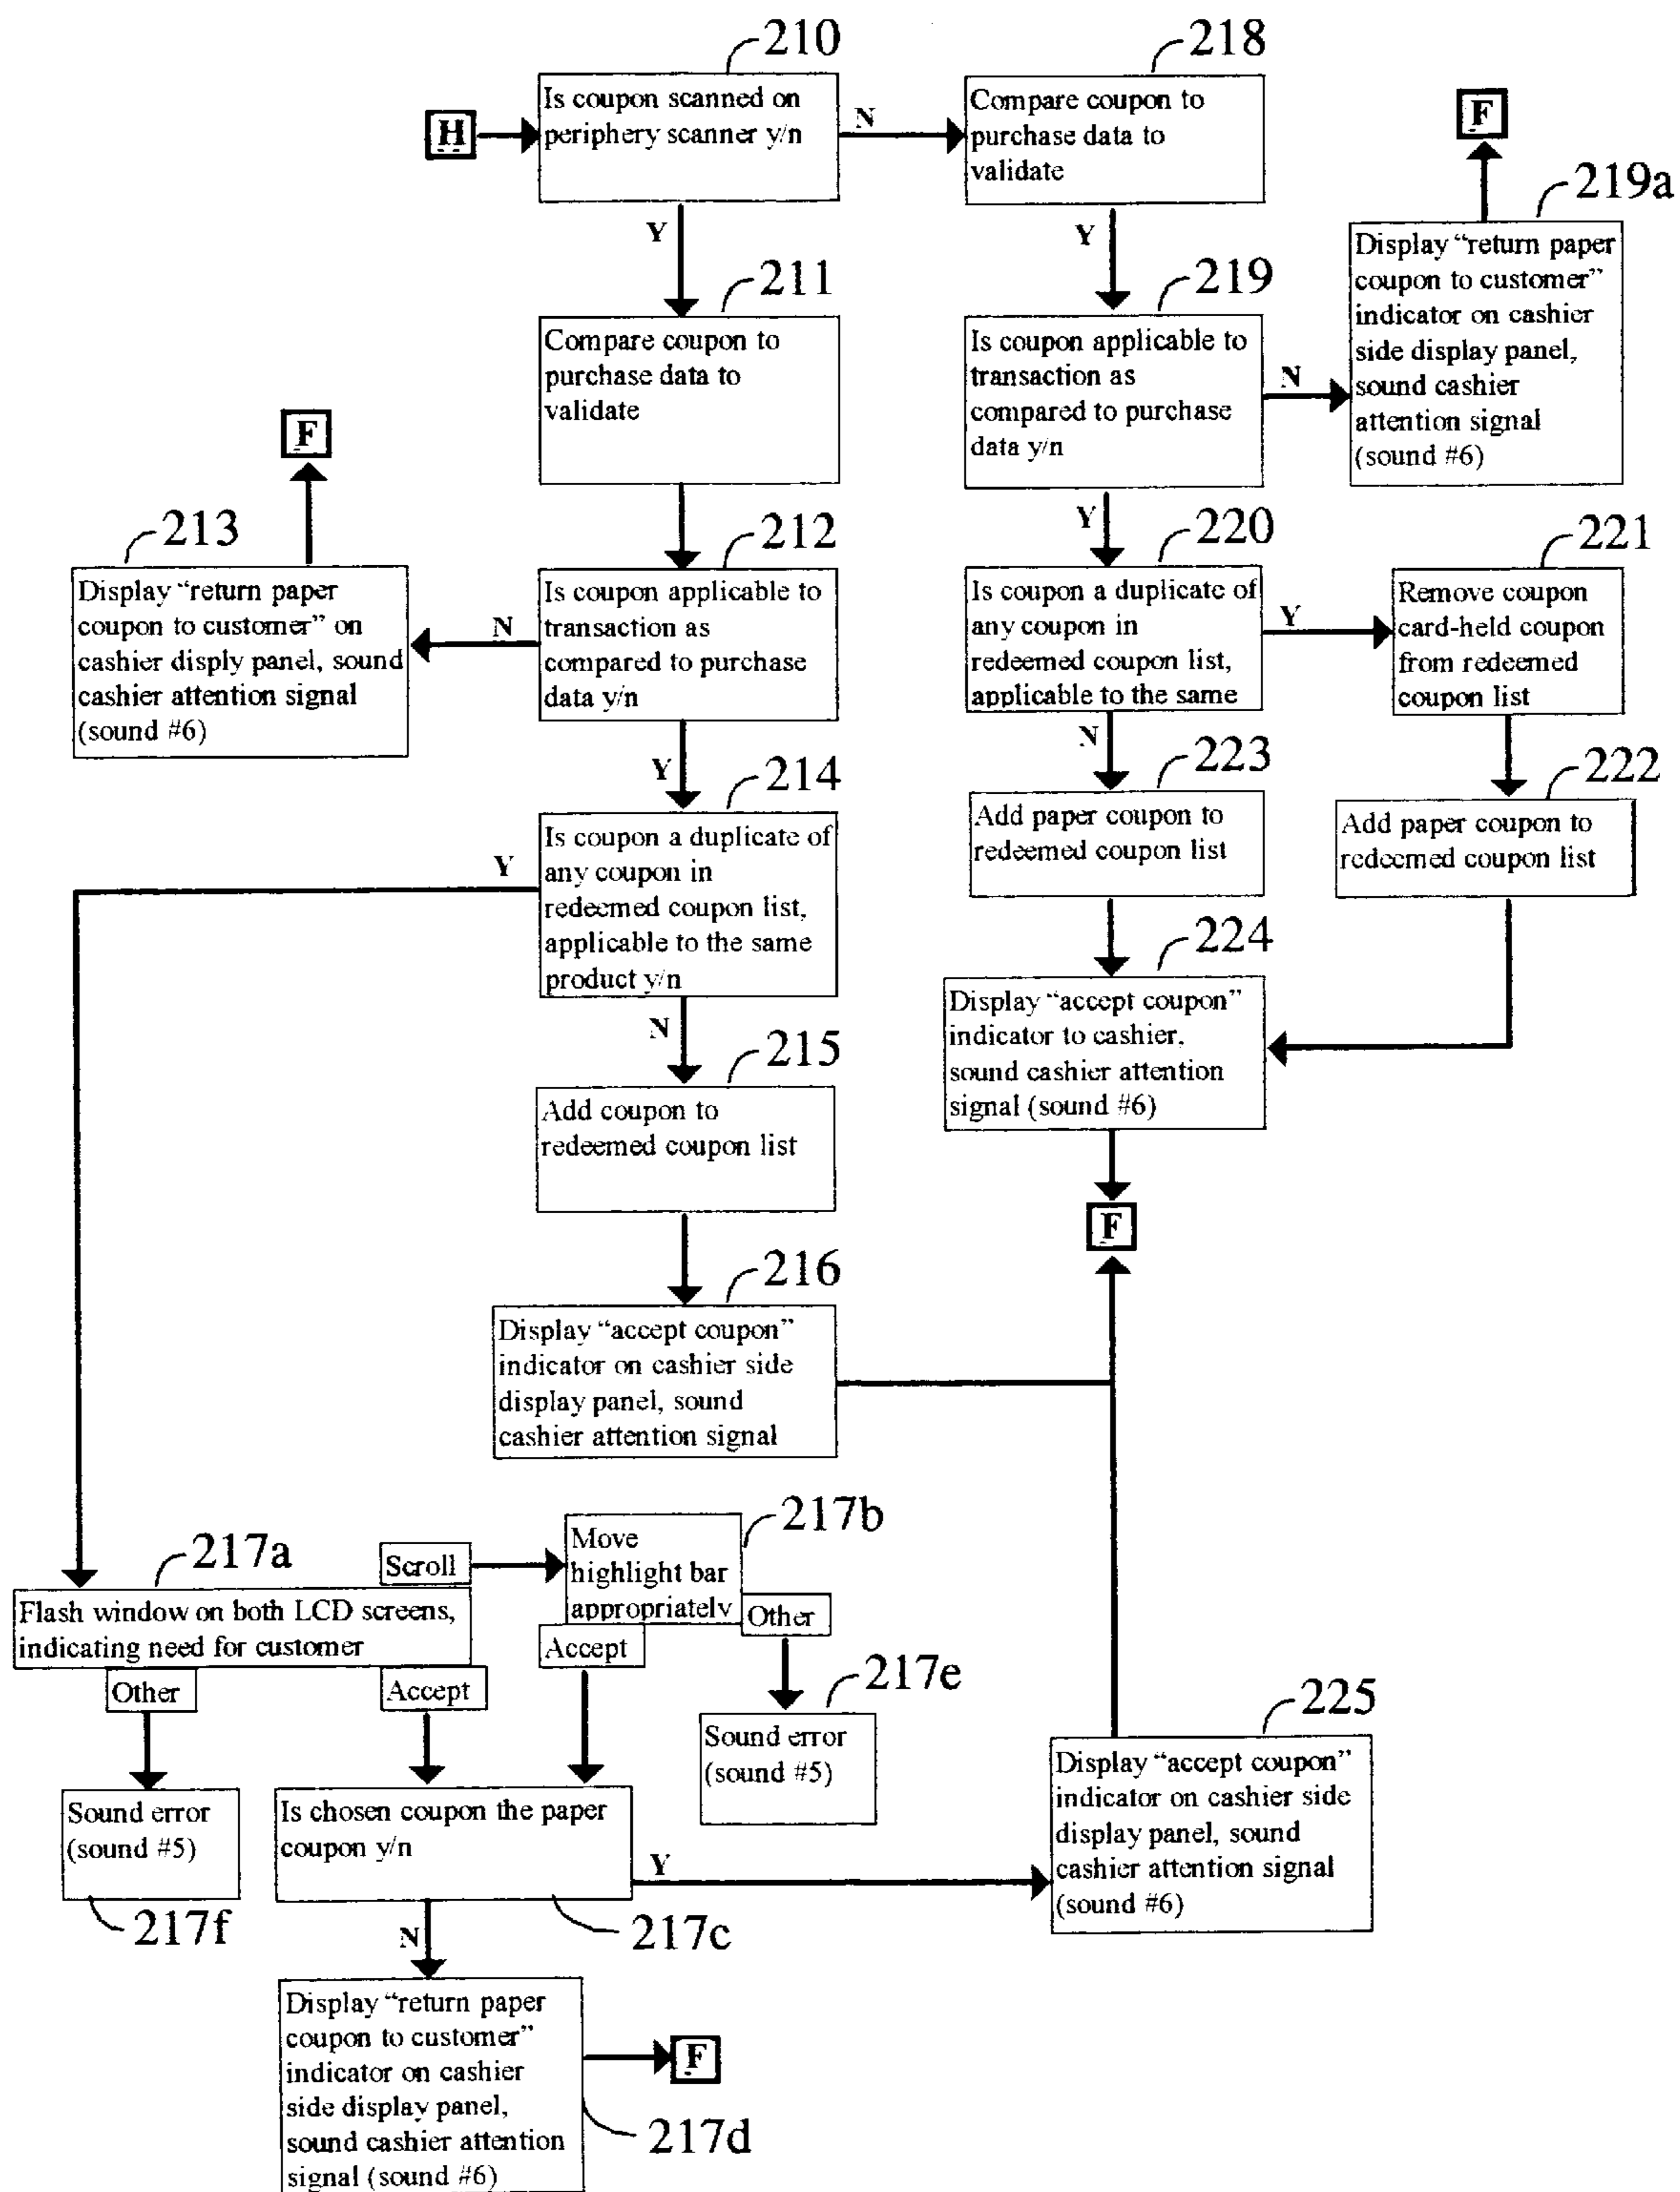 210
H
Is coupon scanned on
periphery scanner y/n
N
Y
218
Compare coupon to
purchase data to
validate
Y
F
219a
Display “return paper
coupon to customer”
indicator on cashier
side display panel,
sound cashier
attention signal
(sound #6)
211
Compare coupon to
purchase data to
validate
219
Is coupon applicable to
transaction as
compared to purchase
data y/n
N
Y
F
213
Display “return paper
coupon to customer” on
cashier disply panel, sound
cashier attention signal
(sound #6)
212
Is coupon applicable to
transaction as
compared to purchase
data y/n
N
Y
220
Is coupon a duplicate of
any coupon in
redeemed coupon list,
applicable to the same
Y
N
221
Remove coupon
card-held coupon
from redeemed
coupon list
214
Is coupon a duplicate of
any coupon in
redeemed coupon list,
applicable to the same
product y/n
Y
N
223
Add paper coupon to
redeemed coupon list
222
Add paper coupon to
redeemed coupon list
224
Display “accept coupon”
indicator to cashier,
sound cashier attention
signal (sound #6)
F
215
Add coupon to
redeemed coupon list
216
Display “accept coupon”
indicator on cashier side
display panel, sound
cashier attention signal
217a
Scroll
Flash window on both LCD screens,
indicating need for customer
Other
Accept
217b
Move
highlight bar
appropriately
Other
Accept
217e
Sound error
(sound #5)
225
Display “accept coupon”
indicator on cashier side
display panel, sound
cashier attention signal
(sound #6)
Sound error
(sound #5)
217f
Is chosen coupon the paper
coupon y/n
Y
N
217c
Display “return paper
coupon to customer”
indicator on cashier
side display panel,
sound cashier attention
signal (sound #6)
F
217d